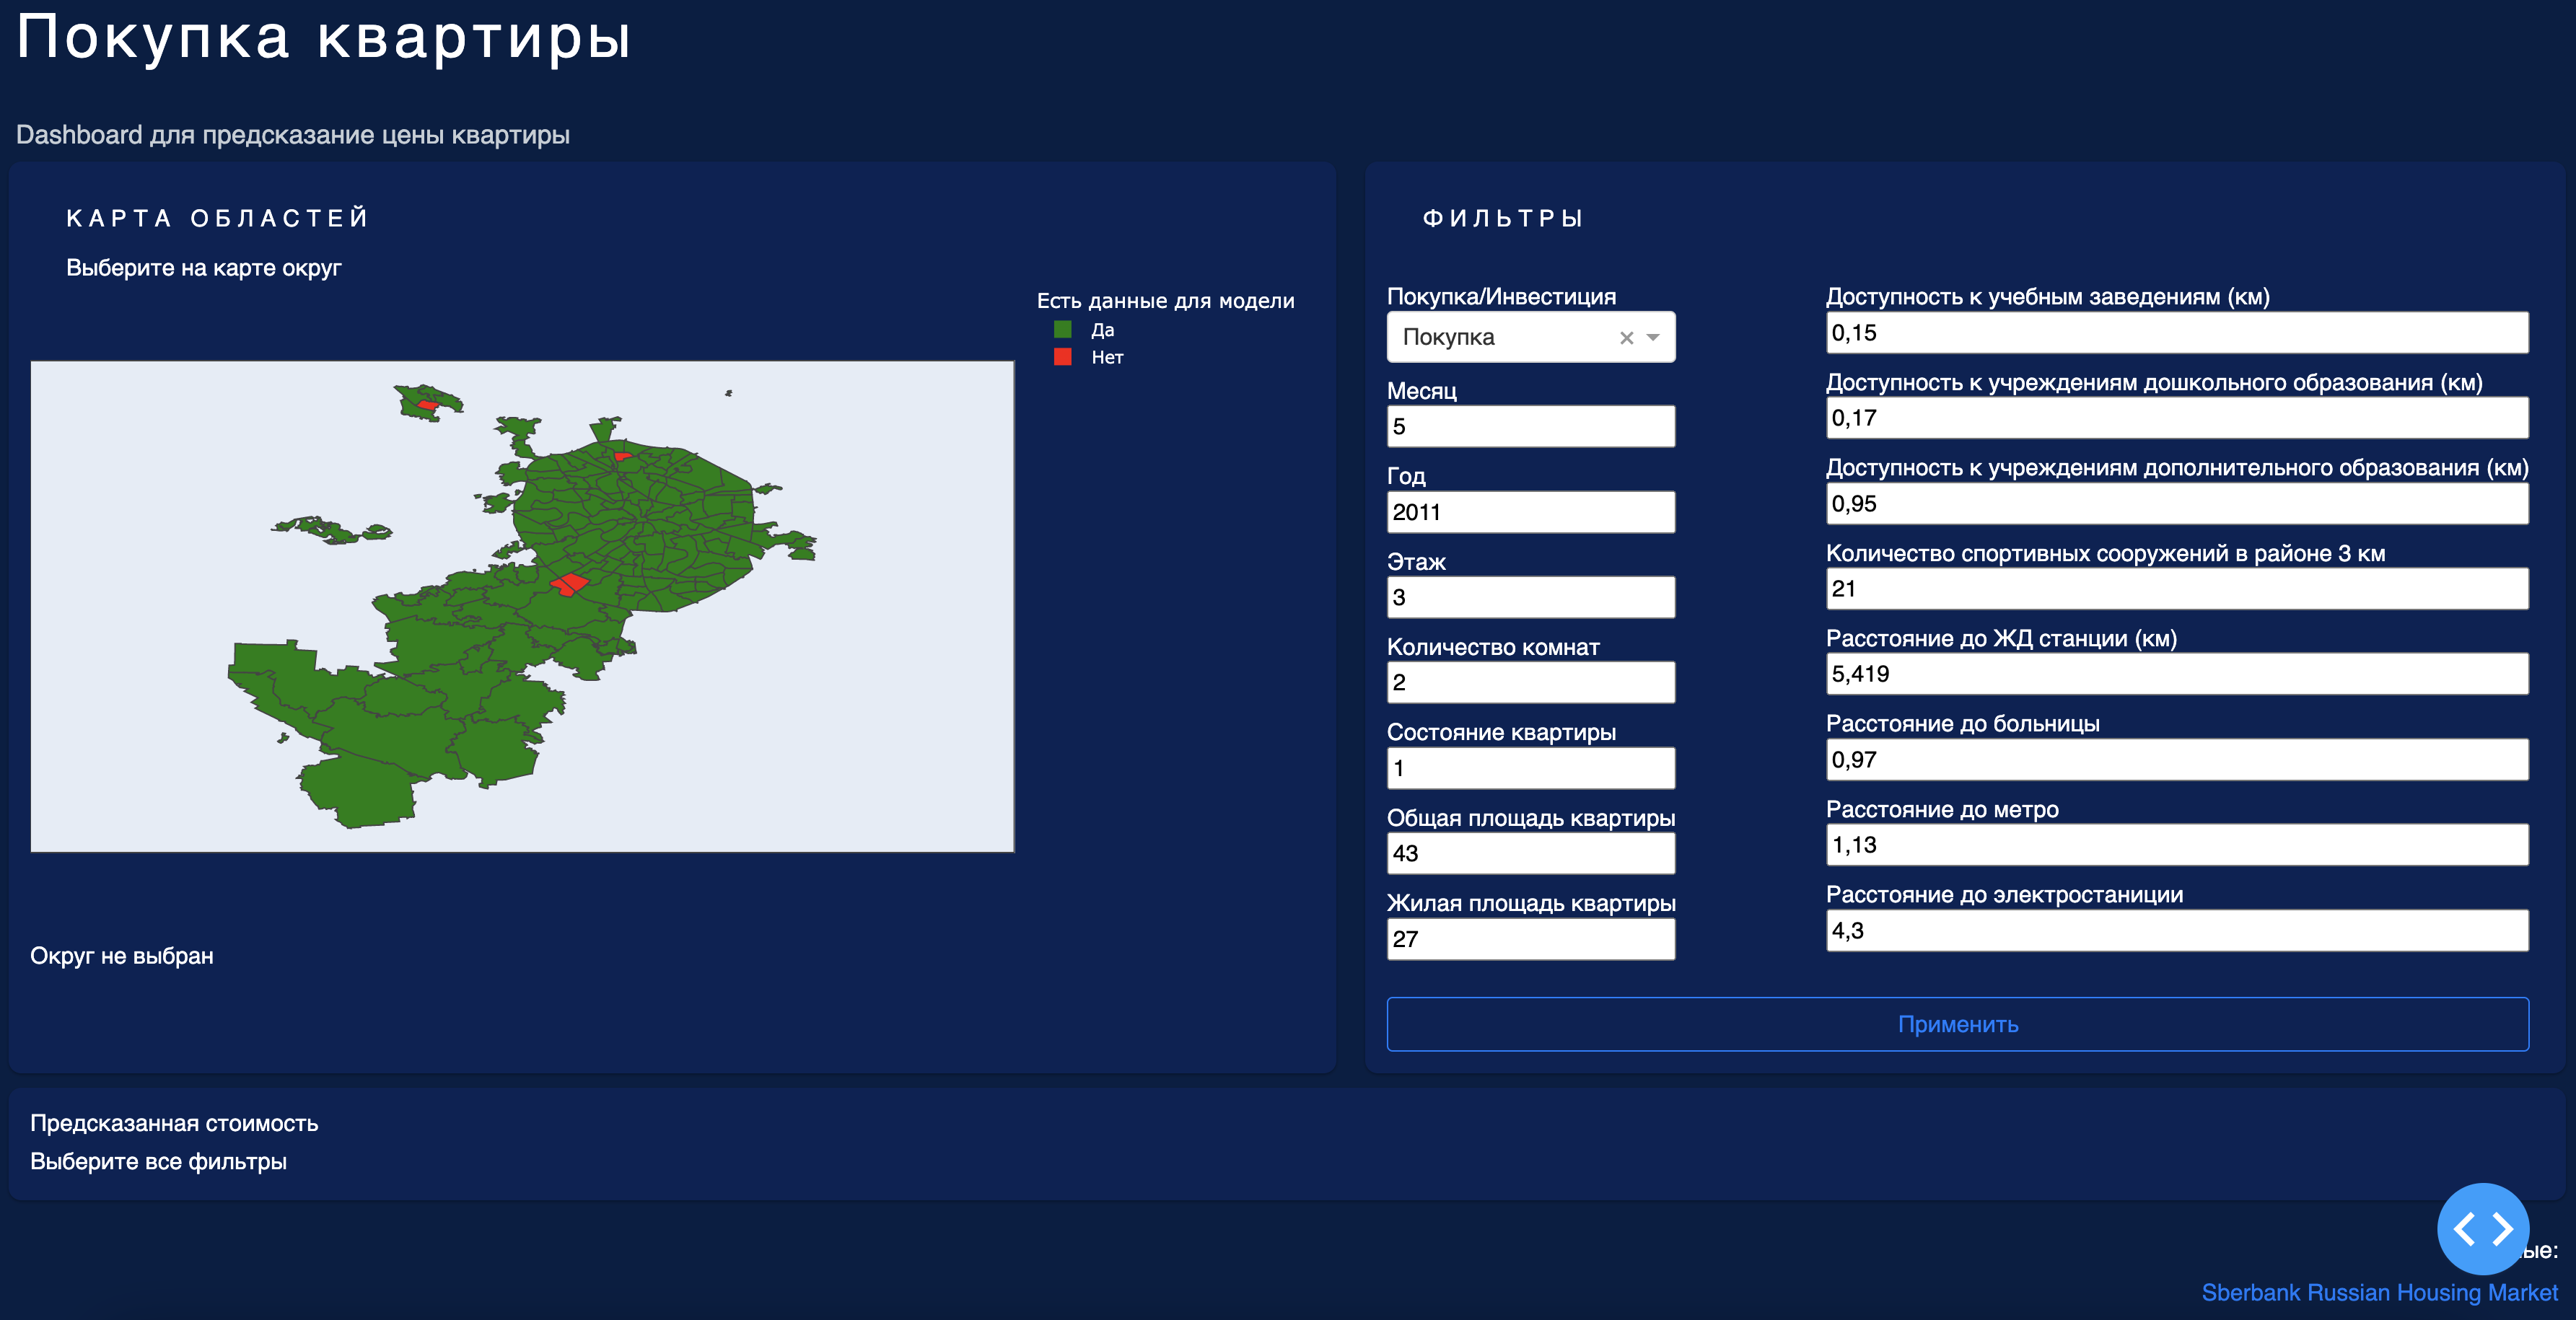 Покупка квартиры
Dashboard для предсказание цены квартиры
КАРТА ОБЛАСТЕЙ
Выберите на карте округ
Есть данные для модели
Да
Нет
Округ не выбран
ФИЛЬТРЫ
Покупка/Инвестиция
Покупка
Месяц
5
Год
2011
Этаж
3
Количество комнат
2
Состояние квартиры
1
Общая площадь квартиры
43
Жилая площадь квартиры
27
Доступность к учебным заведениям (км)
0,15
Доступность к учреждениям дошкольного образования (км)
0,17
Доступность к учреждениям дополнительного образования (км)
0,95
Количество спортивных сооружений в районе 3 км
21
Расстояние до ЖД станции (км)
5,419
Расстояние до больницы
0,97
Расстояние до метро
1,13
Расстояние до электростаниции
4,3
Применить
Предсказанная стоимость
Выберите все фильтры
Sberbank Russian Housing Market